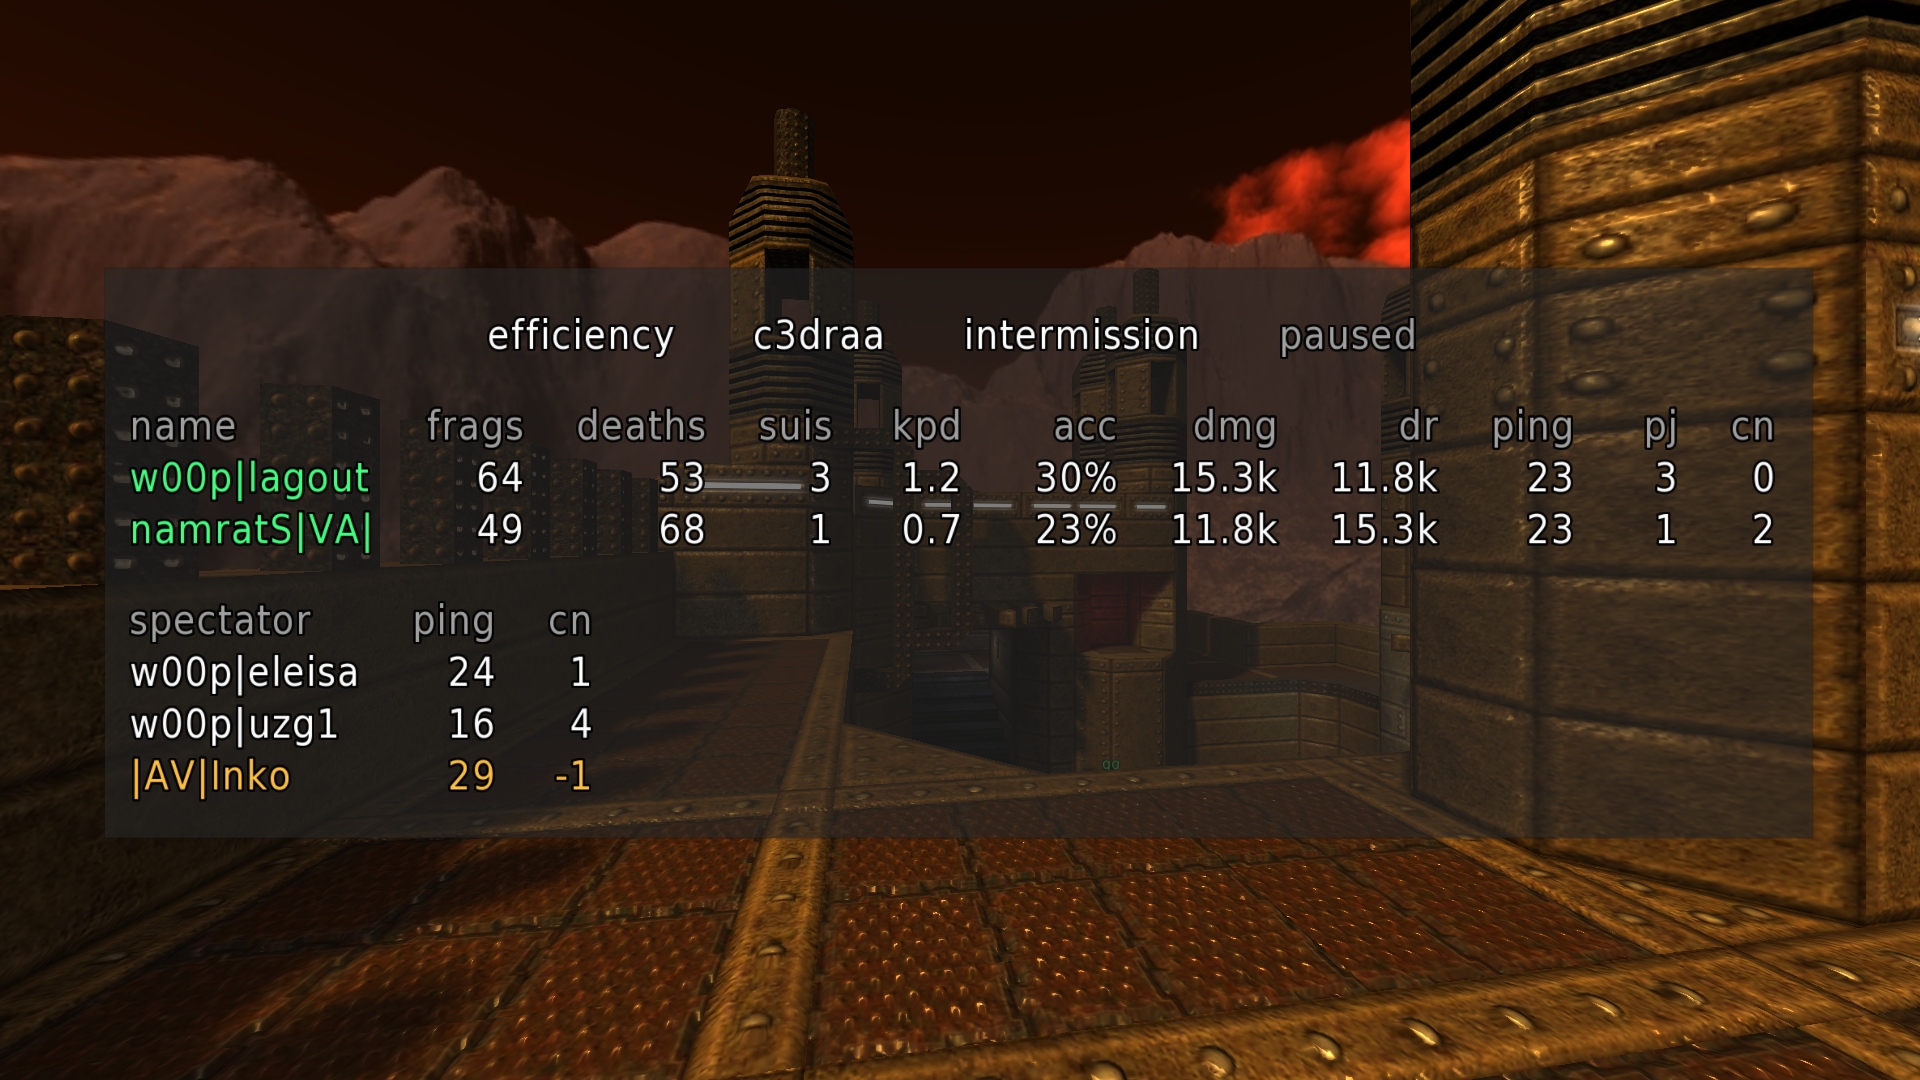 efficiency c3draa intermission paused
name frags deaths suis kpd acc dmg dr ping pj cn
w00p|lagout 64 53 3 1.2 30% 15.3k 11.8k 23 3 0
namratS|VA| 49 68 1 0.7 23% 11.8k 15.3k 23 1 2
spectator ping cn
w00p|eleisa 24 1
w00p|uzg1 16 4
|AV|Inko 29 -1